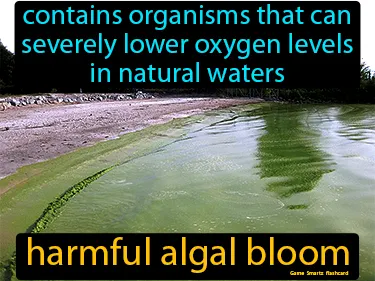 contains organisms that can
severely lower oxygen levels
in natural waters
harmful algal bloom
Game Smartz Flashcard